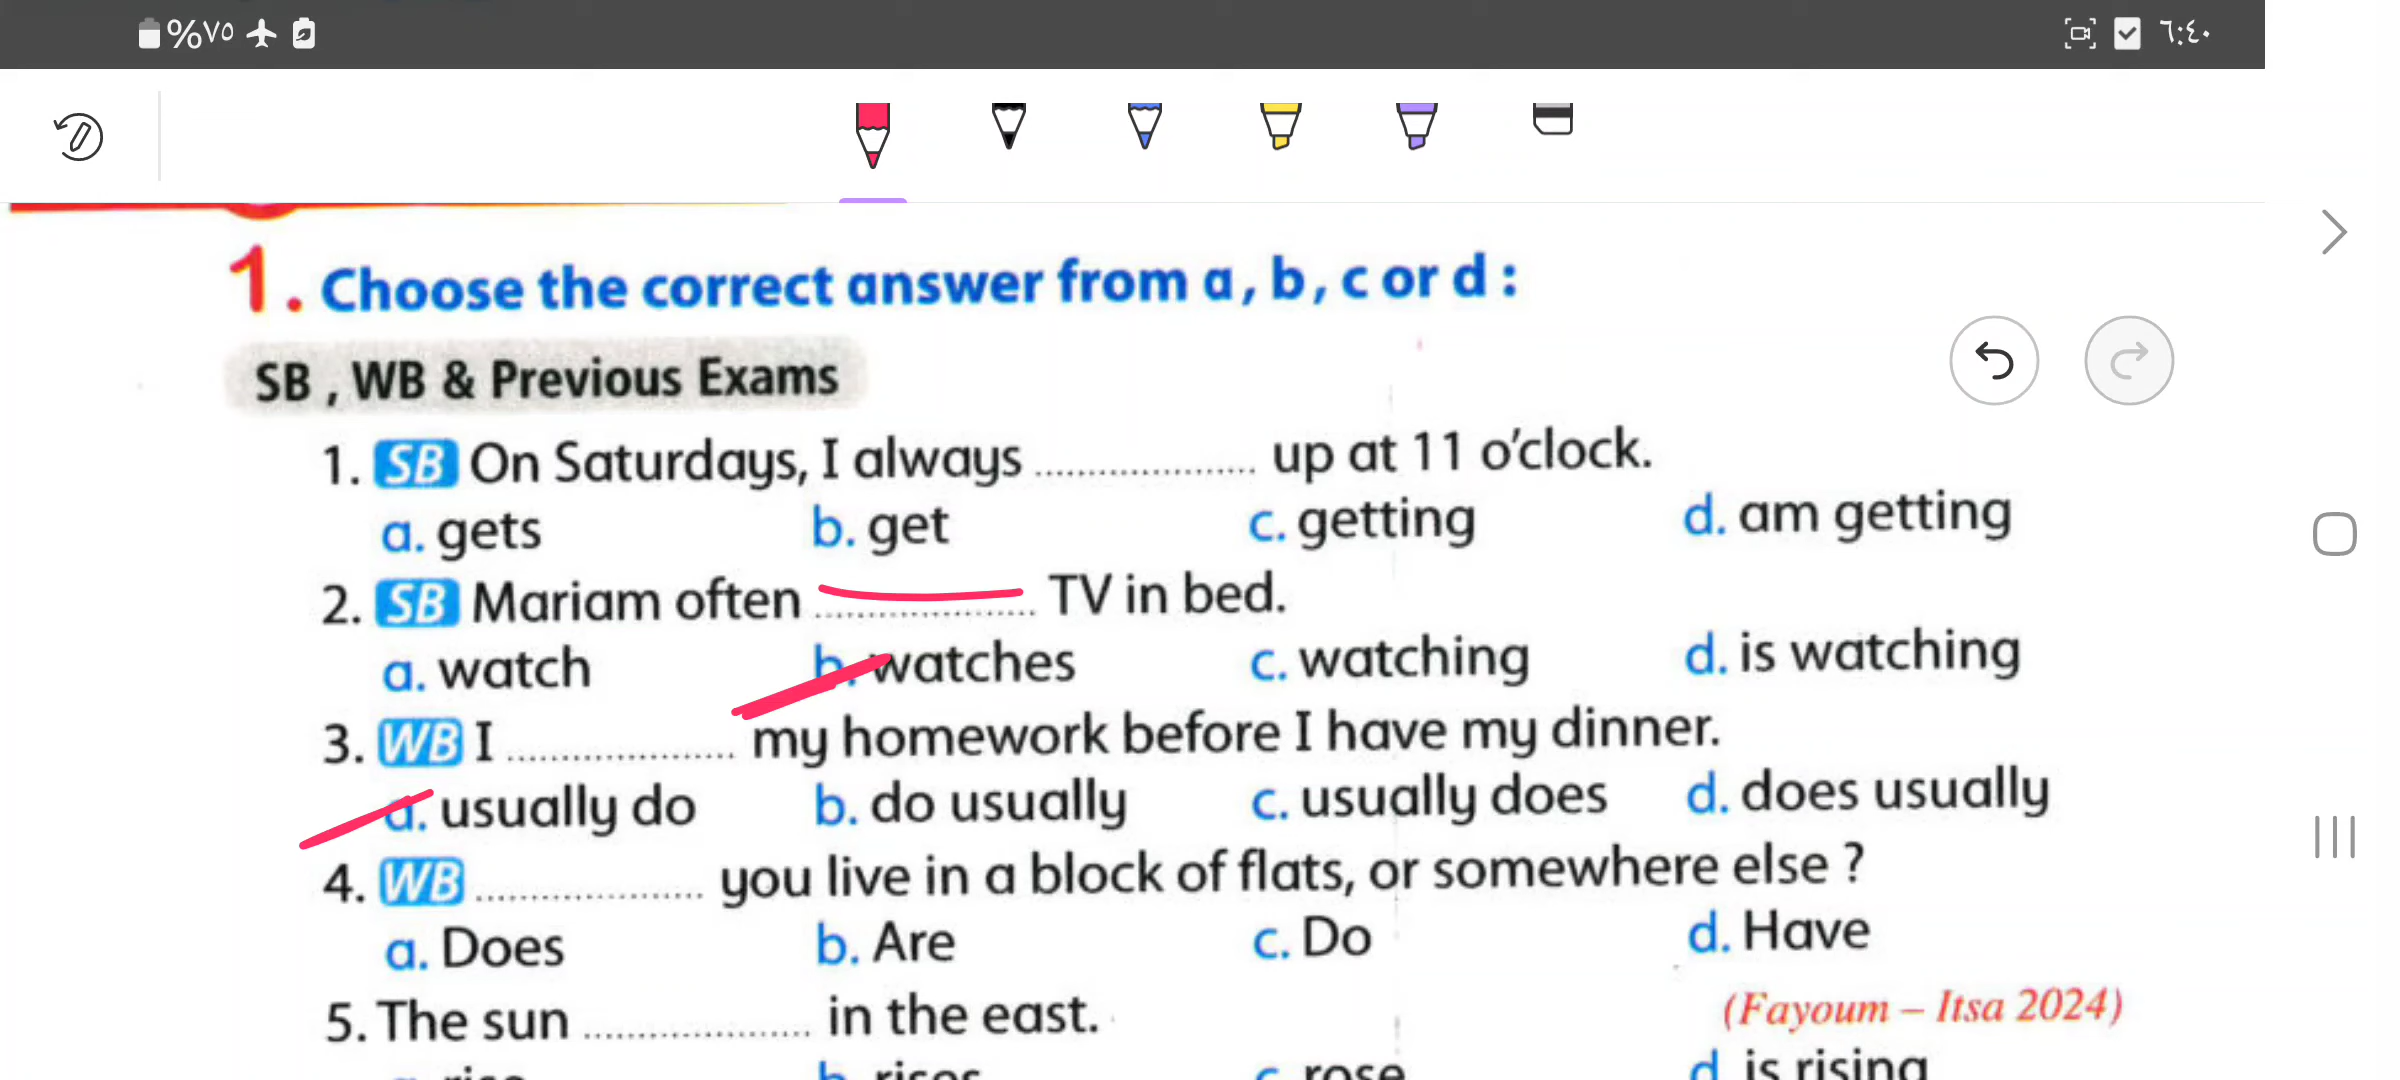 %٧٥ ٦:٤٠
1. Choose the correct answer from a, b, c or d :
SB , WB & Previous Exams
1. SB On Saturdays, I always .................... up at 11 o'clock.
a. gets b. get c. getting d. am getting
2. SB Mariam often .................... TV in bed.
a. watch b. watches c. watching d. is watching
3. WB I .................... my homework before I have my dinner.
a. usually do b. do usually c. usually does d. does usually
4. WB .................... you live in a block of flats, or somewhere else ?
a. Does b. Are c. Do d. Have
5. The sun .................... in the east. (Fayoum – Itsa 2024)
a. rise b. rises c. rose d. is rising